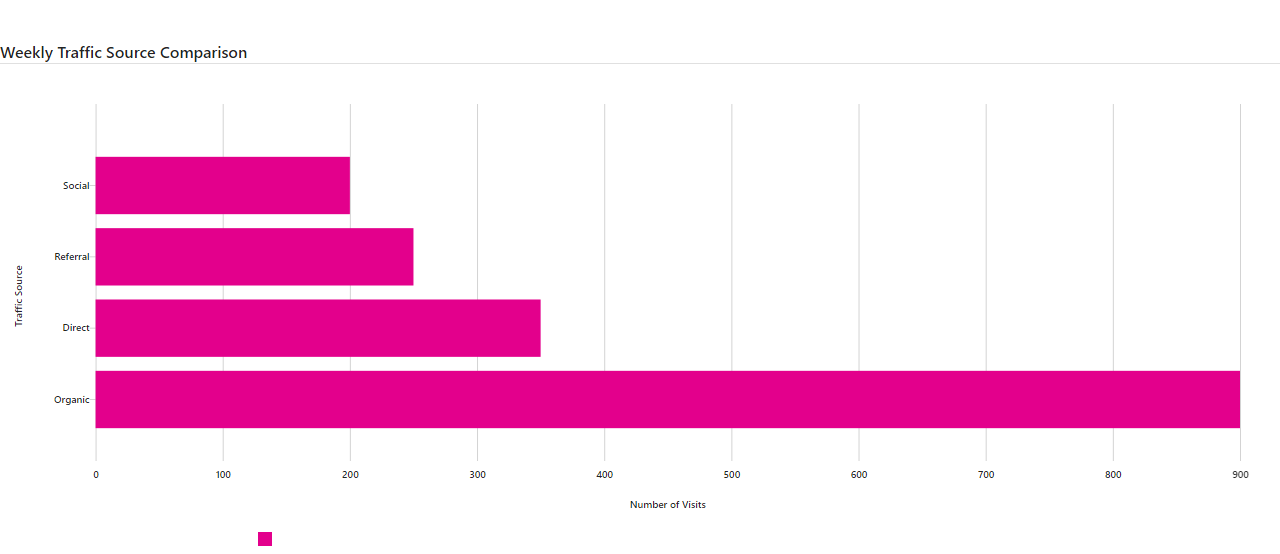 Weekly Traffic Source Comparison
Social
Referral
Direct
Organic
Traffic Source
0 100 200 300 400 500 600 700 800 900
Number of Visits